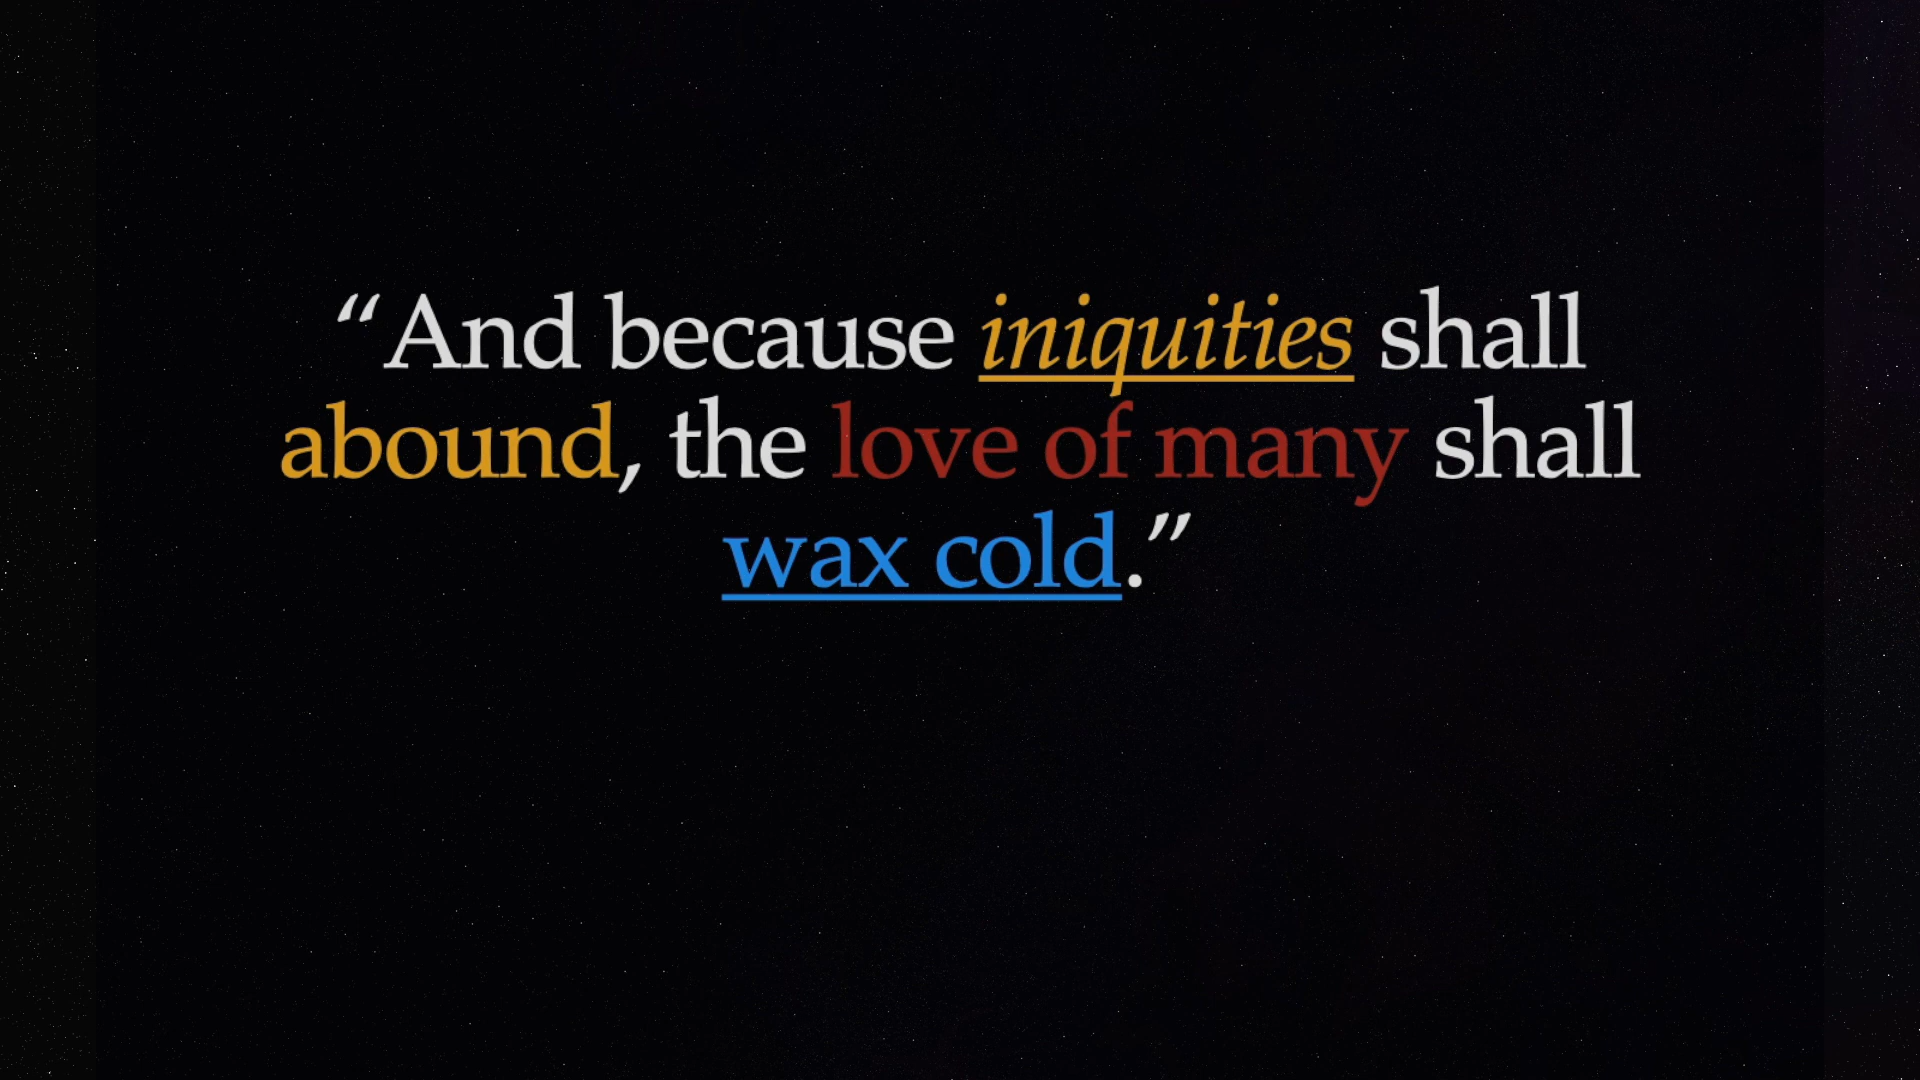 “And because iniquities shall
abound, the love of many shall
wax cold.”